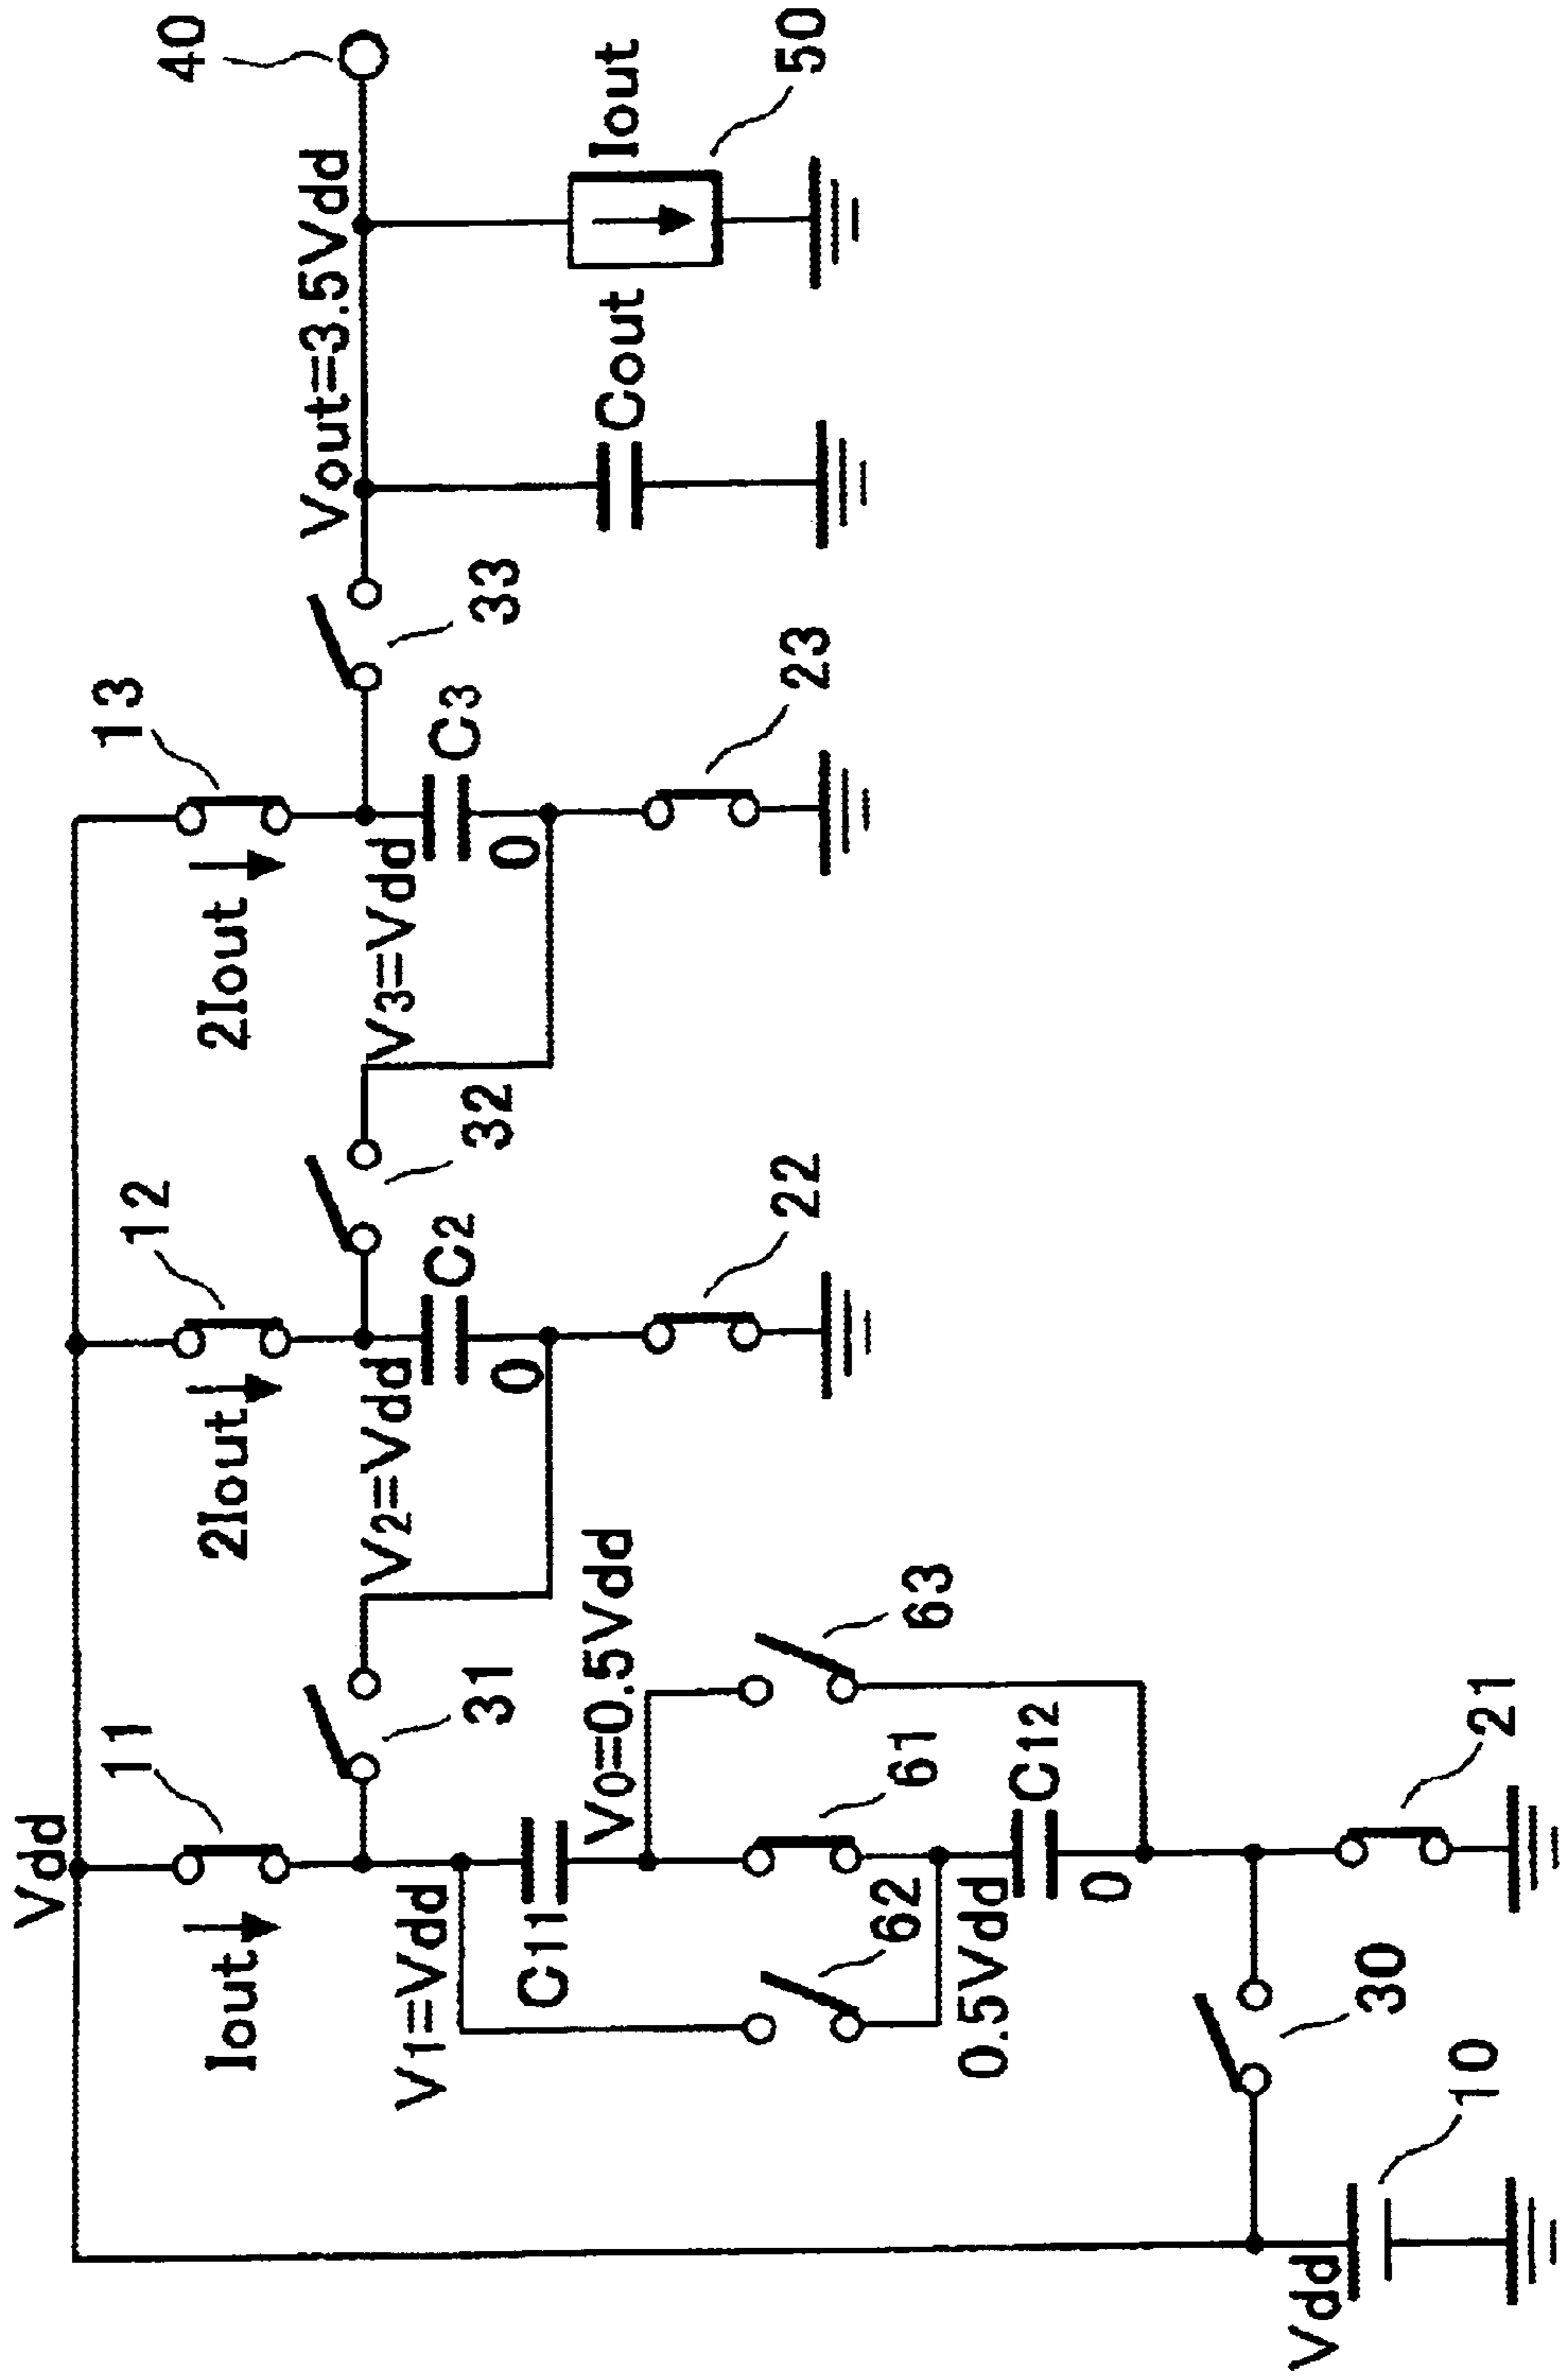 Vdd
11
12
13
Iout
2Iout
2Iout
31
32
33
Vout=3.5Vdd
40
V1=Vdd
V2=Vdd
V3=Vdd
C11
C2
C3
0
0
Cout
Iout
50
V0=0.5Vdd
62
61
63
22
23
0.5Vdd
C12
0
30
21
Vdd
10